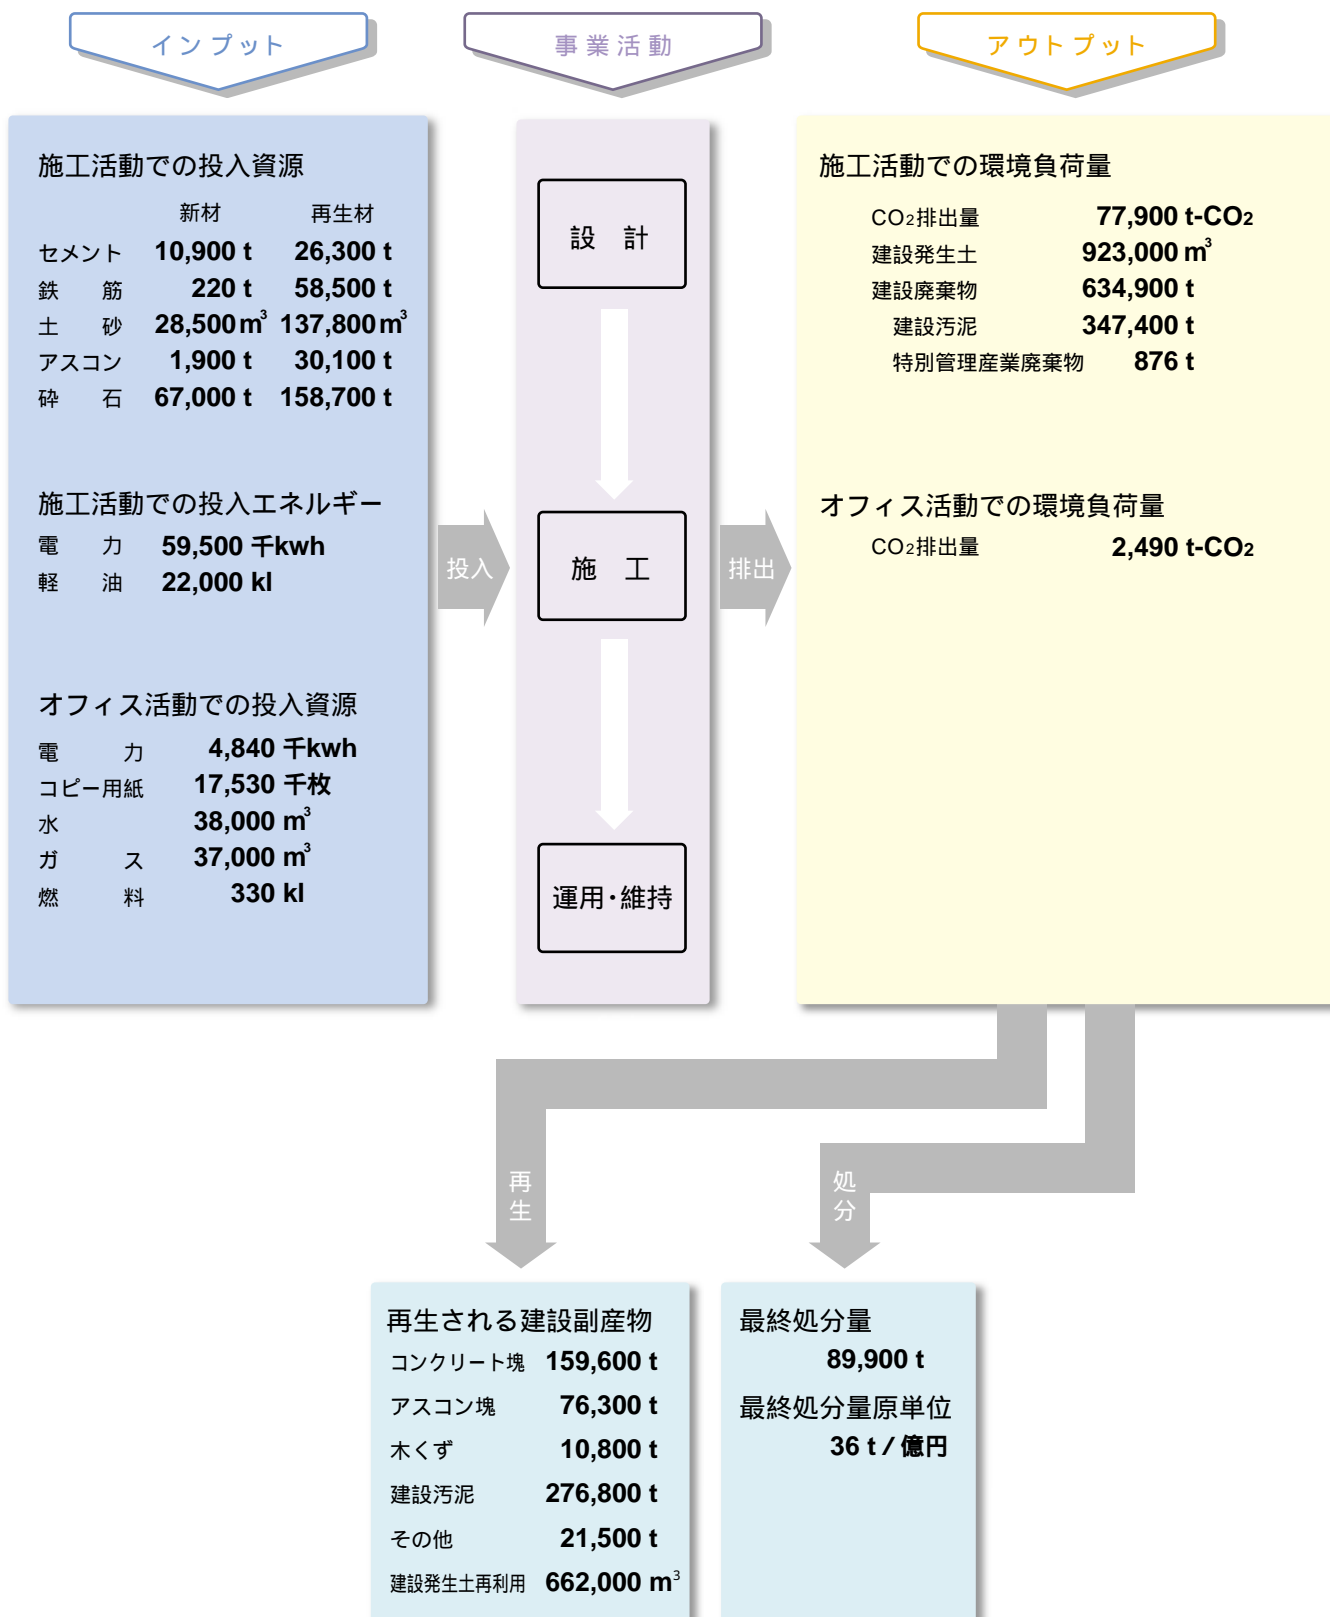 インプット
事業活動
アウトプット
施工活動での投入資源
新材 再生材
セメント 10,900 t 26,300 t
鉄 筋 220 t 58,500 t
土 砂 28,500 m³ 137,800 m³
アスコン 1,900 t 30,100 t
砕 石 67,000 t 158,700 t
施工活動での投入エネルギー
電 力 59,500 千kwh
軽 油 22,000 kl
オフィス活動での投入資源
電 力 4,840 千kwh
コピー用紙 17,530 千枚
水 38,000 m³
ガ ス 37,000 m³
燃 料 330 kl
投入
設 計
施 工
運用・維持
排出
施工活動での環境負荷量
CO₂排出量 77,900 t-CO₂
建設発生土 923,000 m³
建設廃棄物 634,900 t
建設汚泥 347,400 t
特別管理産業廃棄物 876 t
オフィス活動での環境負荷量
CO₂排出量 2,490 t-CO₂
再生
処分
再生される建設副産物
コンクリート塊 159,600 t
アスコン塊 76,300 t
木くず 10,800 t
建設汚泥 276,800 t
その他 21,500 t
建設発生土再利用 662,000 m³
最終処分量
89,900 t
最終処分量原単位
36 t / 億円